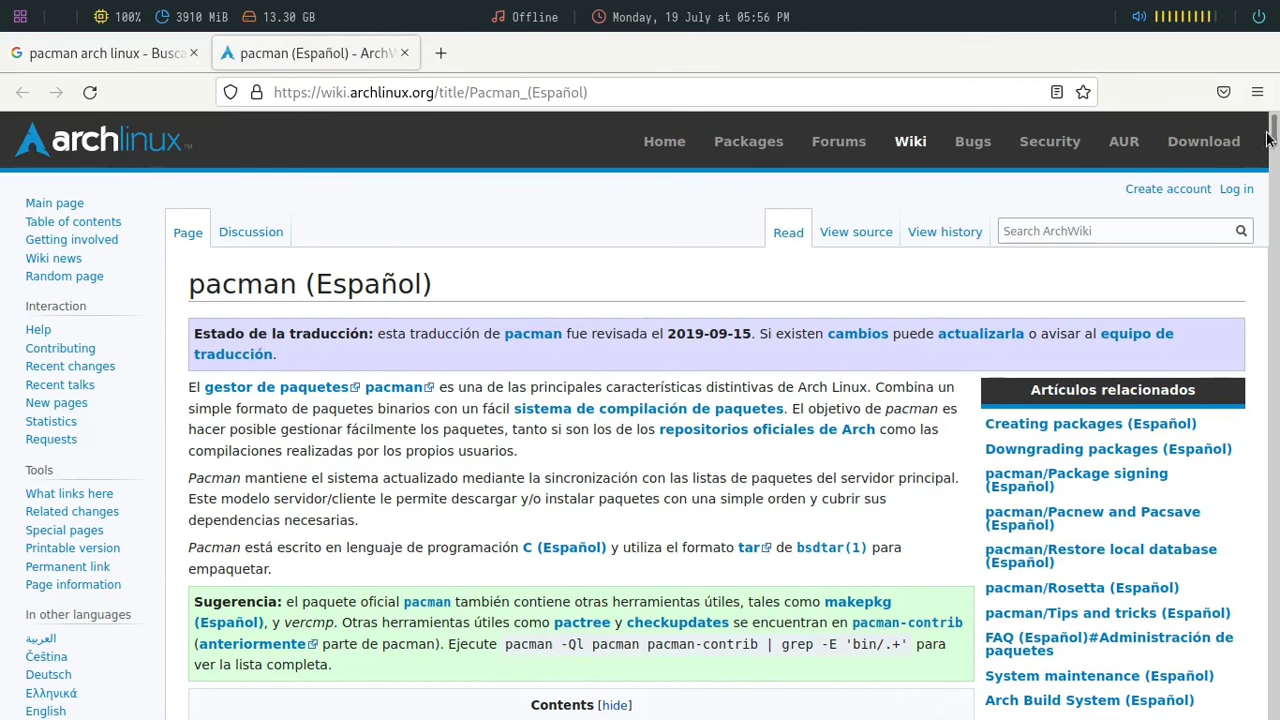 100% 3910 MiB 13.30 GB Offline Monday, 19 July at 05:56 PM
pacman arch linux - Busca × pacman (Español) - ArchW × +
https://wiki.archlinux.org/title/Pacman_(Español)
archlinux™ Home Packages Forums Wiki Bugs Security AUR Download
Create account Log in
Main page
Table of contents
Getting involved
Wiki news
Random page
Interaction
Help
Contributing
Recent changes
Recent talks
New pages
Statistics
Requests
Tools
What links here
Related changes
Special pages
Printable version
Permanent link
Page information
In other languages
العربية
Čeština
Deutsch
Ελληνικά
English
Page Discussion Read View source View history Search ArchWiki
pacman (Español)
Estado de la traducción: esta traducción de pacman fue revisada el 2019-09-15. Si existen cambios puede actualizarla o avisar al equipo de
traducción.
El gestor de paquetes pacman es una de las principales características distintivas de Arch Linux. Combina un
simple formato de paquetes binarios con un fácil sistema de compilación de paquetes. El objetivo de pacman es
hacer posible gestionar fácilmente los paquetes, tanto si son los de los repositorios oficiales de Arch como las
compilaciones realizadas por los propios usuarios.
Pacman mantiene el sistema actualizado mediante la sincronización con las listas de paquetes del servidor principal.
Este modelo servidor/cliente le permite descargar y/o instalar paquetes con una simple orden y cubrir sus
dependencias necesarias.
Pacman está escrito en lenguaje de programación C (Español) y utiliza el formato tar de bsdtar(1) para
empaquetar.
Sugerencia: el paquete oficial pacman también contiene otras herramientas útiles, tales como makepkg
(Español), y vercmp. Otras herramientas útiles como pactree y checkupdates se encuentran en pacman-contrib
(anteriormente parte de pacman). Ejecute pacman -Ql pacman pacman-contrib | grep -E 'bin/.+' para
ver la lista completa.
Contents [hide]
Artículos relacionados
Creating packages (Español)
Downgrading packages (Español)
pacman/Package signing
(Español)
pacman/Pacnew and Pacsave
(Español)
pacman/Restore local database
(Español)
pacman/Rosetta (Español)
pacman/Tips and tricks (Español)
FAQ (Español)#Administración de
paquetes
System maintenance (Español)
Arch Build System (Español)